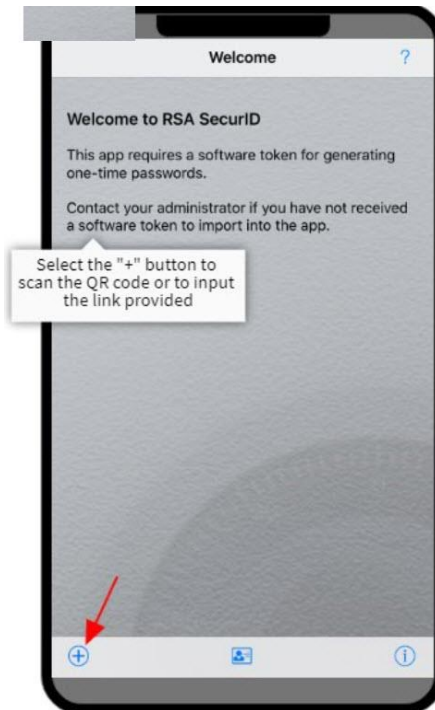 Welcome
?
Welcome to RSA SecurID
This app requires a software token for generating
one-time passwords.
Contact your administrator if you have not received
a software token to import into the app.
Select the "+" button to
scan the QR code or to input
the link provided